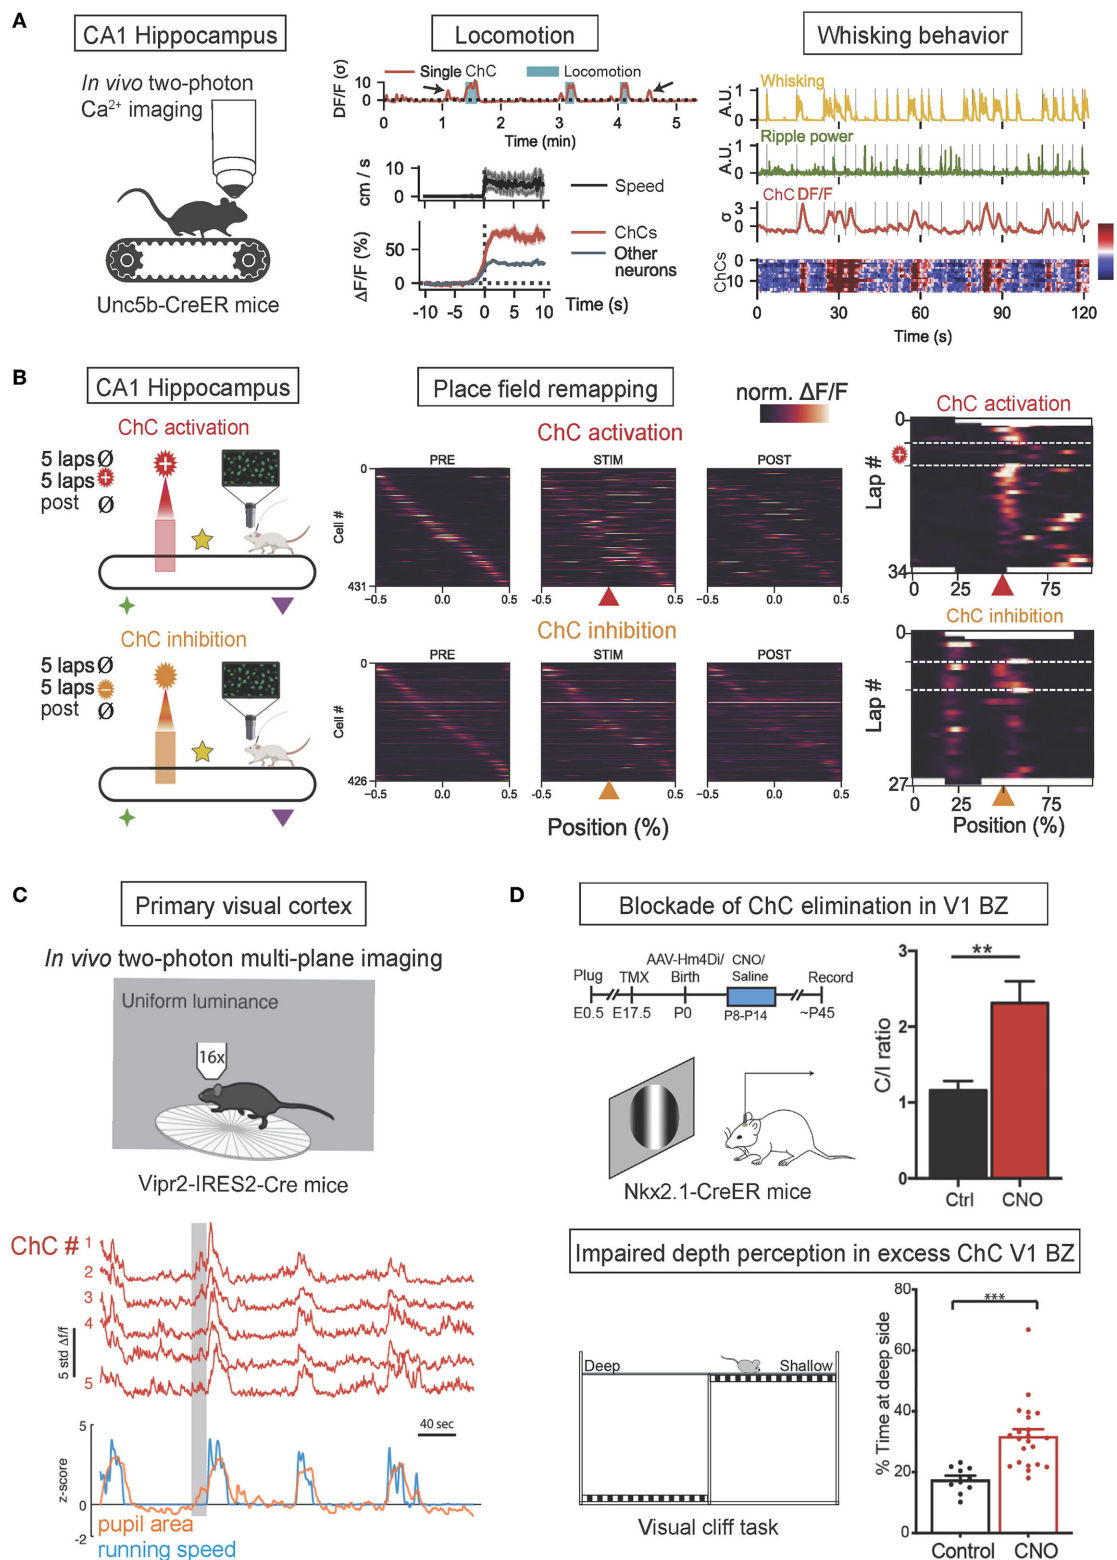 A
CA1 Hippocampus
In vivo two-photon
Ca2+ imaging
Unc5b-CreER mice
Locomotion
Single ChC
Locomotion
DF/F (σ)
10
0
0 1 2 3 4 5
Time (min)
cm / s
10
0
Speed
ΔF/F (%)
50
0
ChCs
Other
neurons
-10 -5 0 5 10
Time (s)
Whisking behavior
Whisking
A.U.
1
0
Ripple power
A.U.
1
0
ChC DF/F
σ
3
0
ChCs
0
10
0 30 60 90 120
Time (s)
B
CA1 Hippocampus
ChC activation
5 laps Ø
5 laps +
post Ø
+
Place field remapping
norm. ΔF/F
ChC activation
PRE STIM POST
Cell #
0
431
-0.5 0.0 0.5
-0.5 0.5
-0.5 0.0 0.5
ChC activation
Lap #
0
+
34
0 25 75
ChC inhibition
5 laps Ø
5 laps −
post Ø
ChC inhibition
PRE STIM POST
Cell #
0
426
-0.5 0.0 0.5
-0.5 0.5
-0.5 0.0 0.5
Position (%)
ChC inhibition
Lap #
0
27
0 25 75
Position (%)
C
Primary visual cortex
In vivo two-photon multi-plane imaging
Uniform luminance
16x
Vipr2-IRES2-Cre mice
ChC #
1
2
3
4
5
5 std Δf/f
40 sec
z-score
5
0
-2
pupil area
running speed
D
Blockade of ChC elimination in V1 BZ
AAV-Hm4Di/ CNO/
Plug TMX Birth Saline Record
E0.5 E17.5 P0 P8-P14 ~P45
Nkx2.1-CreER mice
C/I ratio
3
2
1
0
**
Ctrl CNO
Impaired depth perception in excess ChC V1 BZ
Deep Shallow
Visual cliff task
% Time at deep side
80
60
40
20
0
***
Control CNO